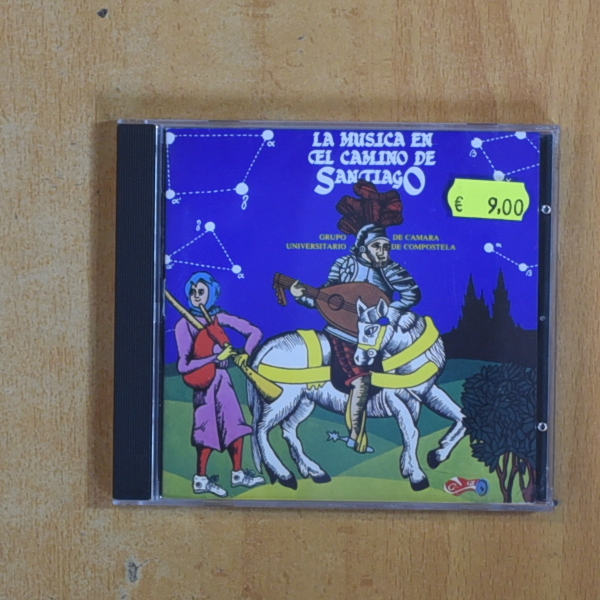 LA MUSICA EN
EL CAMINO DE
SANTIAGO
€ 9,00
GRUPO DE CAMARA
UNIVERSITARIO DE COMPOSTELA